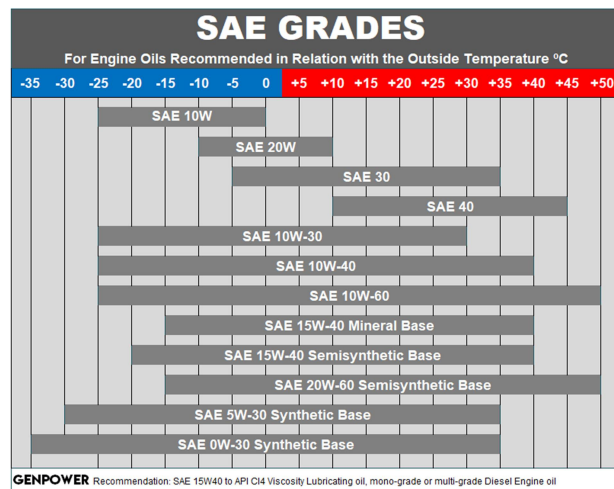 SAE GRADES
For Engine Oils Recommended in Relation with the Outside Temperature ºC
-35 -30 -25 -20 -15 -10 -5 0 +5 +10 +15 +20 +25 +30 +35 +40 +45 +50
SAE 10W
SAE 20W
SAE 30
SAE 40
SAE 10W-30
SAE 10W-40
SAE 10W-60
SAE 15W-40 Mineral Base
SAE 15W-40 Semisynthetic Base
SAE 20W-60 Semisynthetic Base
SAE 5W-30 Synthetic Base
SAE 0W-30 Synthetic Base
GENPOWER Recommendation: SAE 15W40 to API CI4 Viscosity Lubricating oil, mono-grade or multi-grade Diesel Engine oil